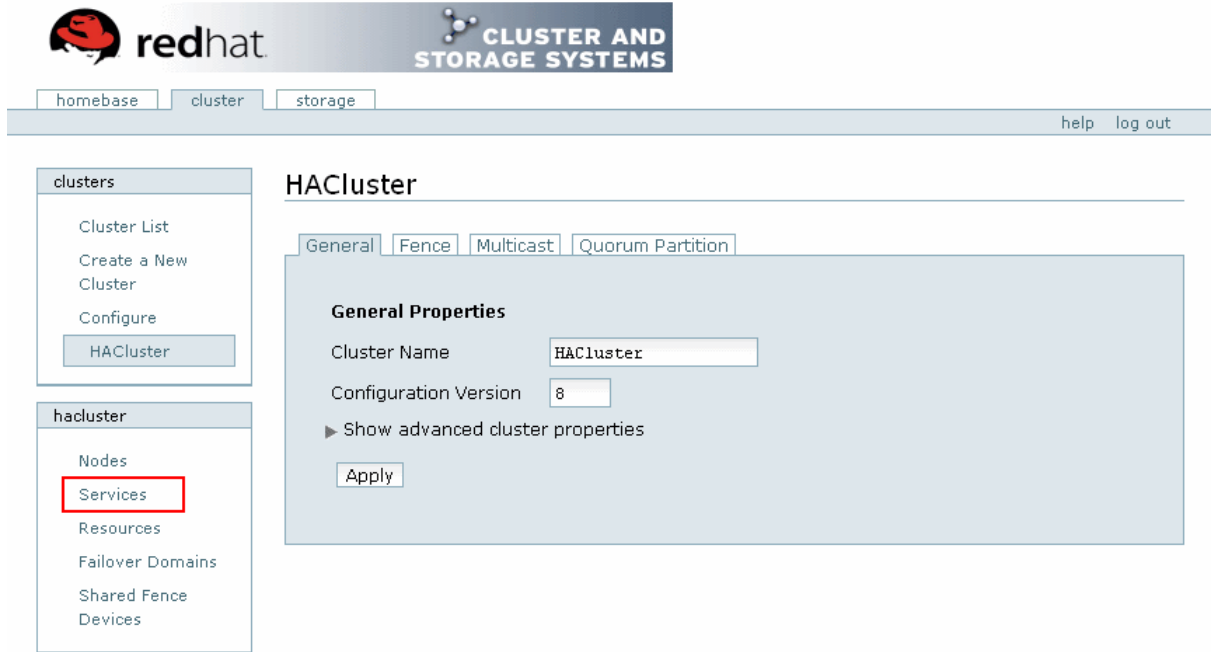 redhat.
CLUSTER AND
STORAGE SYSTEMS
homebase cluster storage
help log out
clusters
Cluster List
Create a New
Cluster
Configure
HACluster
hacluster
Nodes
Services
Resources
Failover Domains
Shared Fence
Devices
HACluster
General Fence Multicast Quorum Partition
General Properties
Cluster Name HACluster
Configuration Version 8
Show advanced cluster properties
Apply